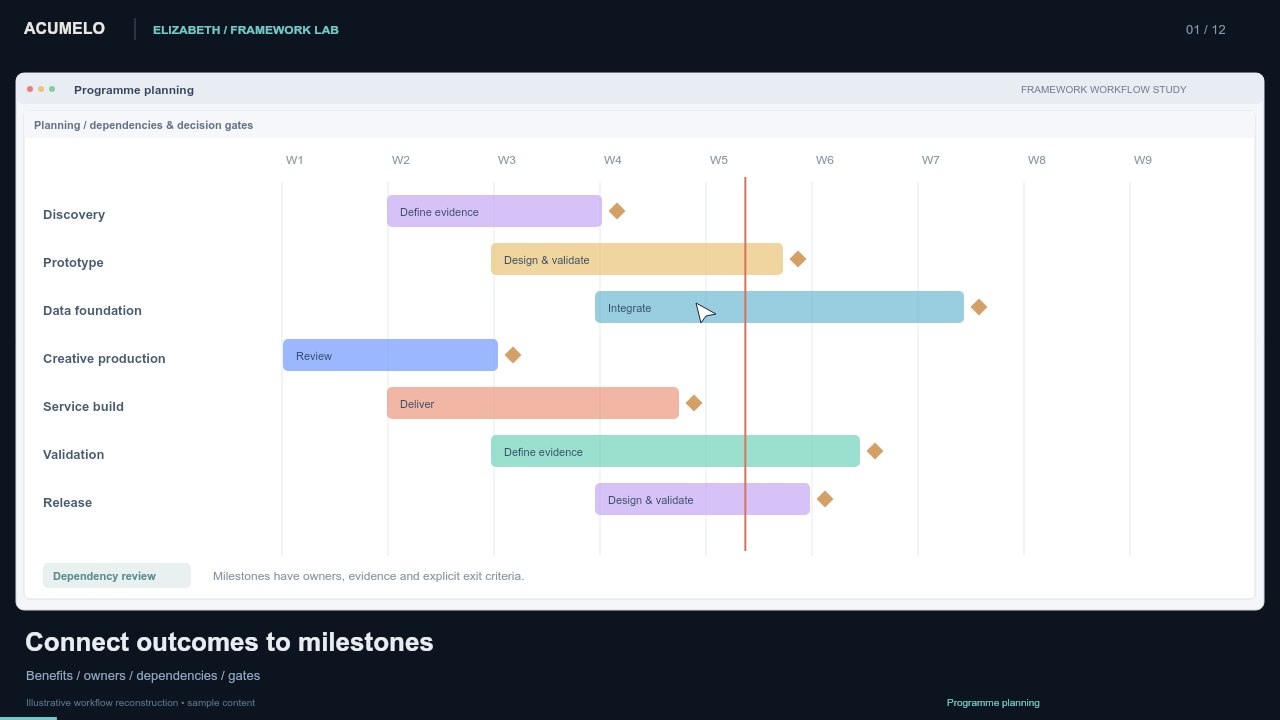 ACUMELO
ELIZABETH / FRAMEWORK LAB
01 / 12
Programme planning
FRAMEWORK WORKFLOW STUDY
Planning / dependencies & decision gates
W1 W2 W3 W4 W5 W6 W7 W8 W9
Discovery
Define evidence
Prototype
Design & validate
Data foundation
Integrate
Creative production
Review
Service build
Deliver
Validation
Define evidence
Release
Design & validate
Dependency review
Milestones have owners, evidence and explicit exit criteria.
Connect outcomes to milestones
Benefits / owners / dependencies / gates
Illustrative workflow reconstruction • sample content
Programme planning